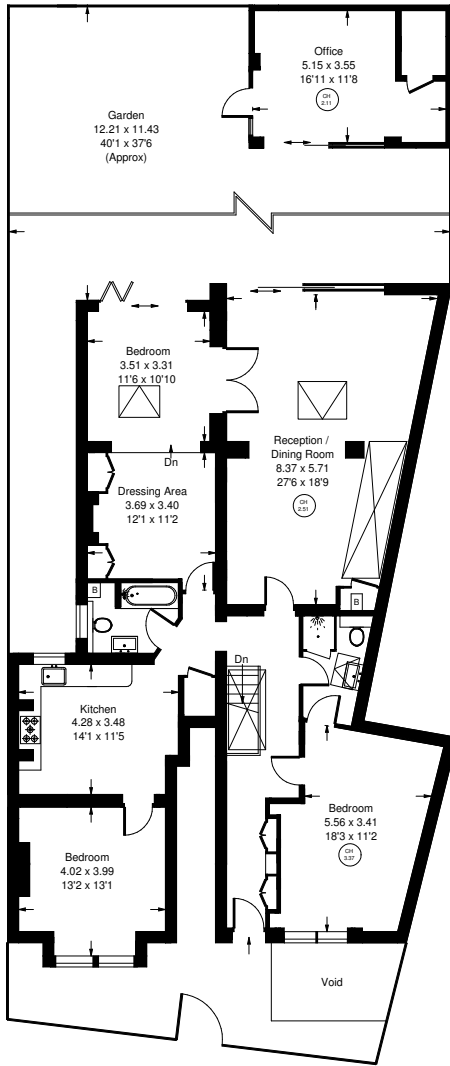 Office
5.15 x 3.55
16'11 x 11'8
CH
2.11
Garden
12.21 x 11.43
40'1 x 37'6
(Approx)
Bedroom
3.51 x 3.31
11'6 x 10'10
Reception /
Dining Room
8.37 x 5.71
27'6 x 18'9
CH
2.51
Dn
Dressing Area
3.69 x 3.40
12'1 x 11'2
B
B
Dn
Kitchen
4.28 x 3.48
14'1 x 11'5
Bedroom
5.56 x 3.41
18'3 x 11'2
CH
3.37
Bedroom
4.02 x 3.99
13'2 x 13'1
Void